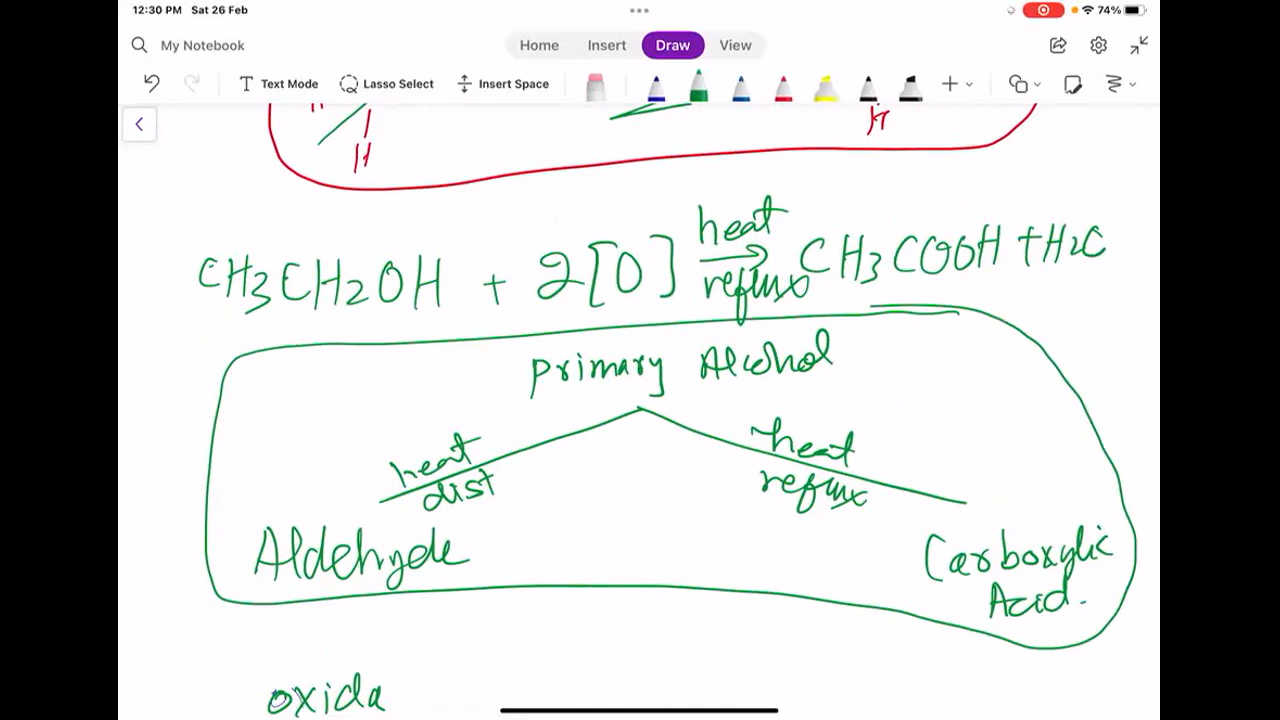 12:30 PM Sat 26 Feb
74%
My Notebook
Home Insert Draw View
Text Mode Lasso Select Insert Space
H
H
heat
CH3CH2OH + 2[O] → CH3COOH + H2O
reflux
Primary Alcohol
heat heat
dist reflux
Aldehyde Carboxylic
Acid.
oxida